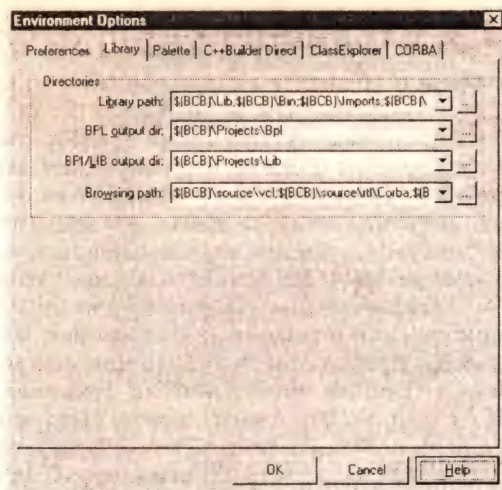 Environment Options
Preferences Library Palette C++Builder Direct ClassExplorer CORBA
Directories
Library path: $(BCB)\Lib;$(BCB)\Bin;$(BCB)\Imports;$(BCB)\ ...
BPL output dir: $(BCB)\Projects\Bpl ...
BPI/LIB output dir: $(BCB)\Projects\Lib ...
Browsing path: $(BCB)\source\vcl;$(BCB)\source\rtl\Corba;$(B ...
OK Cancel Help